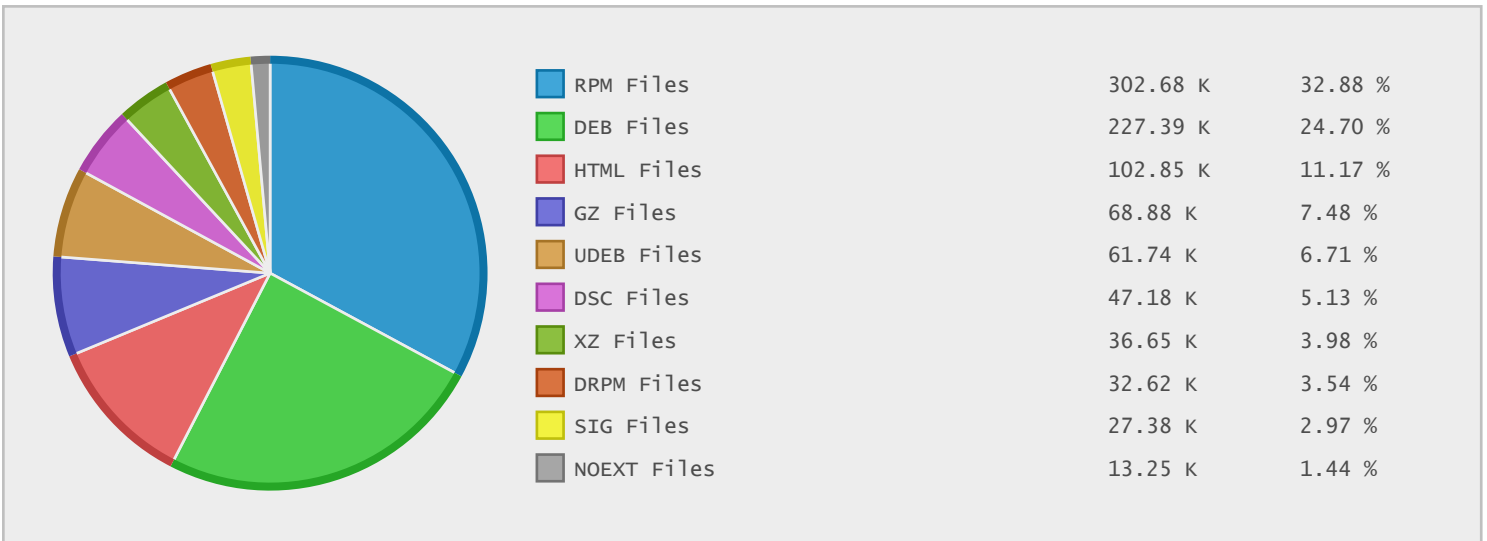 RPM Files 302.68 K 32.88 %
DEB Files 227.39 K 24.70 %
HTML Files 102.85 K 11.17 %
GZ Files 68.88 K 7.48 %
UDEB Files 61.74 K 6.71 %
DSC Files 47.18 K 5.13 %
XZ Files 36.65 K 3.98 %
DRPM Files 32.62 K 3.54 %
SIG Files 27.38 K 2.97 %
NOEXT Files 13.25 K 1.44 %